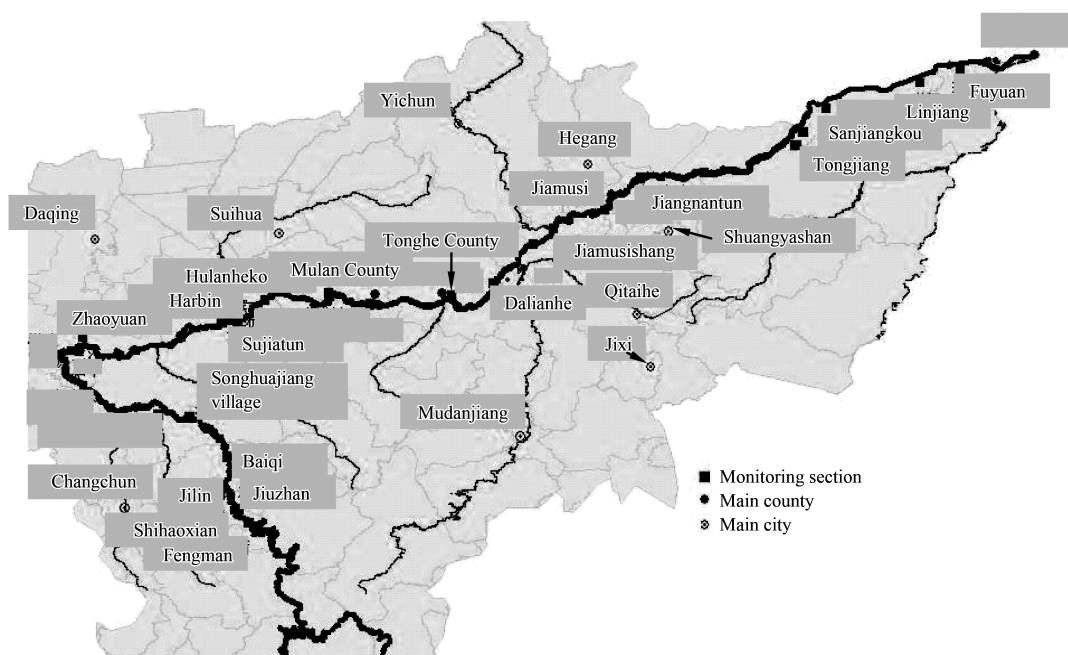 Yichun
Fuyuan
Linjiang
Sanjiangkou
Hegang
Tongjiang
Jiamusi
Jiangnantun
Daqing
Suihua
Tonghe County
Shuangyashan
Jiamusishang
Mulan County
Hulanheko
Qitaihe
Harbin
Dalianhe
Zhaoyuan
Sujiatun
Jixi
Songhuajiang
village
Mudanjiang
Baiqi
Changchun
Jilin
Jiuzhan
Shihaoxian
Fengman
Monitoring section
Main county
Main city